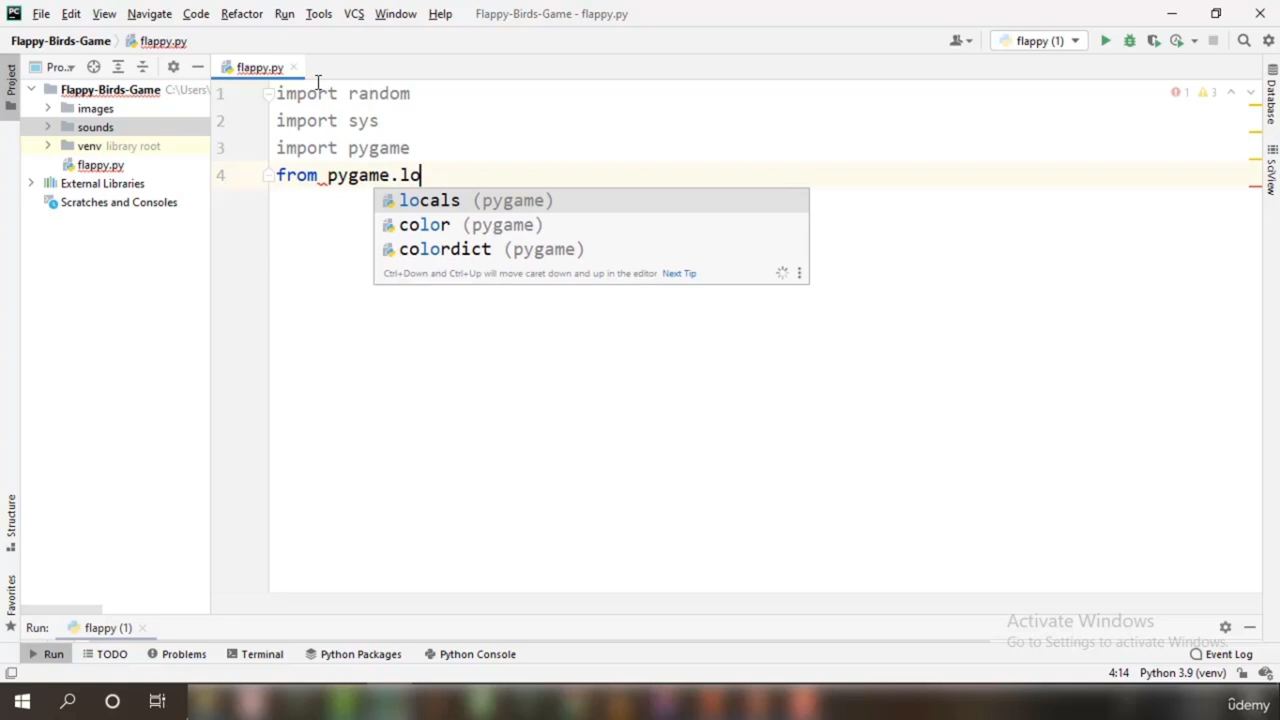 File Edit View Navigate Code Refactor Run Tools VCS Window Help Flappy-Birds-Game - flappy.py
Flappy-Birds-Game flappy.py flappy (1)
Project
Pro...
flappy.py
Flappy-Birds-Game C:\Users\
images
sounds
venv library root
flappy.py
External Libraries
Scratches and Consoles
1 import random
2 import sys
3 import pygame
4 from pygame.lo
locals (pygame)
color (pygame)
colordict (pygame)
Ctrl+Down and Ctrl+Up will move caret down and up in the editor Next Tip
1 3
Database
SciView
Structure
Favorites
Run: flappy (1)
Activate Windows
Go to Settings to activate Windows.
Run TODO Problems Terminal Python Packages Python Console Event Log
4:14 Python 3.9 (venv)
ûdemy